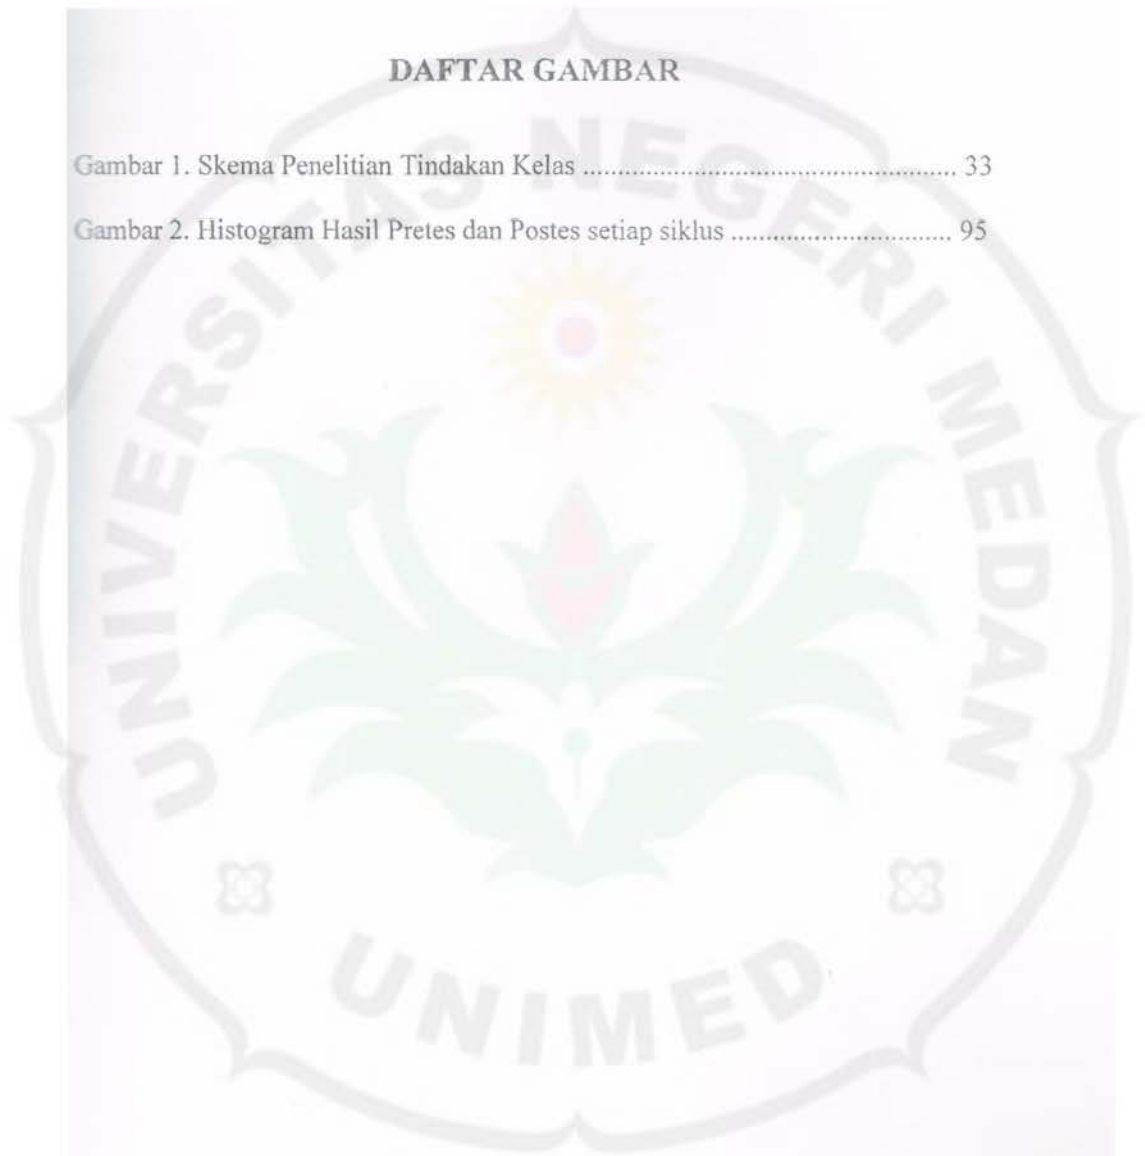 DAFTAR GAMBAR
Gambar 1. Skema Penelitian Tindakan Kelas ...................................................... 33
Gambar 2. Histogram Hasil Pretes dan Postes setiap siklus ................................ 95
UNIVERSITAS NEGERI MEDAN
UNIMED